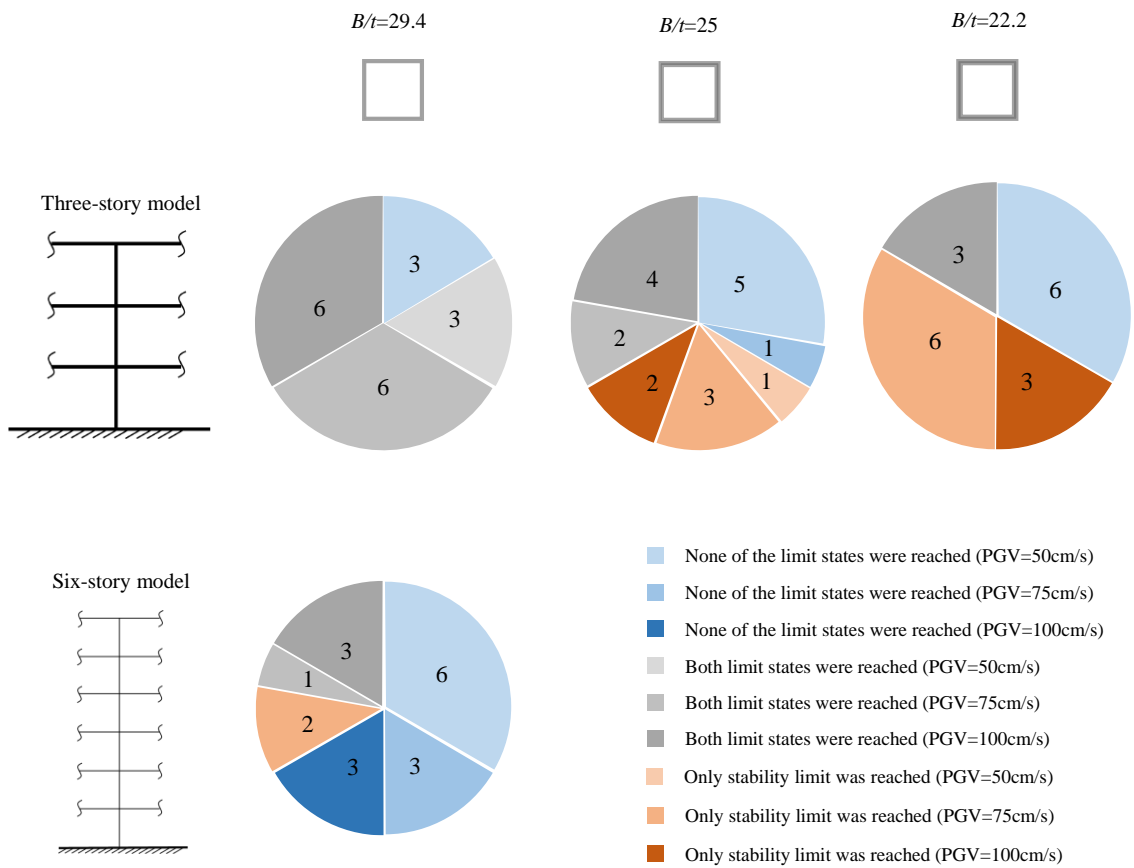 B/t=29.4
B/t=25
B/t=22.2
Three-story model
3
3
6
6
5
1
1
3
2
2
4
6
3
6
3
Six-story model
6
3
3
2
1
3
None of the limit states were reached (PGV=50cm/s)
None of the limit states were reached (PGV=75cm/s)
None of the limit states were reached (PGV=100cm/s)
Both limit states were reached (PGV=50cm/s)
Both limit states were reached (PGV=75cm/s)
Both limit states were reached (PGV=100cm/s)
Only stability limit was reached (PGV=50cm/s)
Only stability limit was reached (PGV=75cm/s)
Only stability limit was reached (PGV=100cm/s)